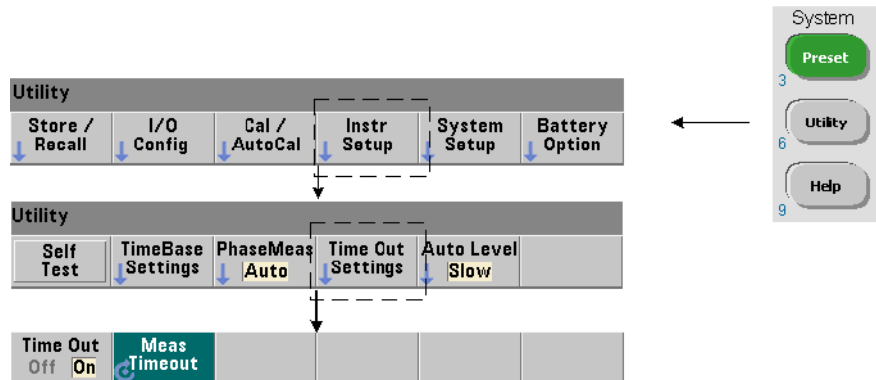 System
Preset
3
Utility
6
Help
9
Utility
Store /
Recall
I/O
Config
Cal /
AutoCal
Instr
Setup
System
Setup
Battery
Option
Utility
Self
Test
TimeBase
Settings
PhaseMeas
Auto
Time Out
Settings
Auto Level
Slow
Time Out
Off On
Meas
Timeout